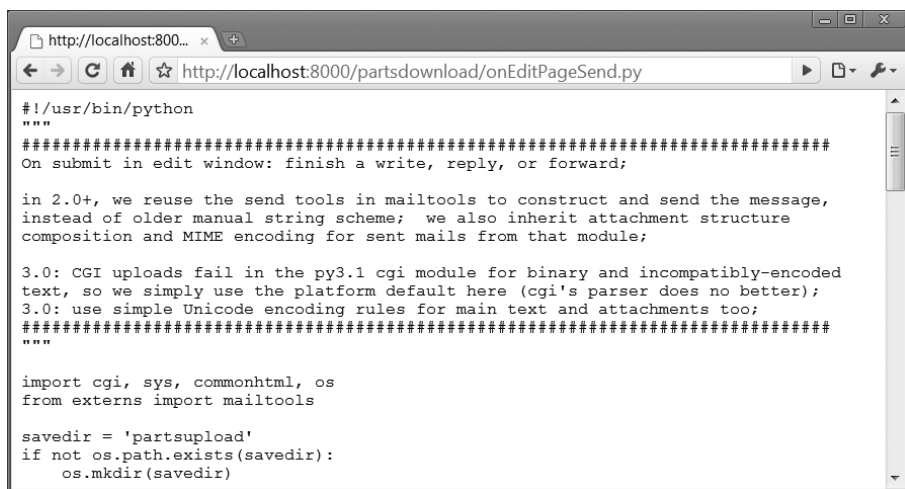 http://localhost:800...
http://localhost:8000/partsdownload/onEditPageSend.py
#!/usr/bin/python
"""
################################################################################
On submit in edit window: finish a write, reply, or forward;
in 2.0+, we reuse the send tools in mailtools to construct and send the message,
instead of older manual string scheme;  we also inherit attachment structure
composition and MIME encoding for sent mails from that module;
3.0: CGI uploads fail in the py3.1 cgi module for binary and incompatibly-encoded
text, so we simply use the platform default here (cgi's parser does no better);
3.0: use simple Unicode encoding rules for main text and attachments too;
################################################################################
"""
import cgi, sys, commonhtml, os
from externs import mailtools
savedir = 'partsupload'
if not os.path.exists(savedir):
    os.mkdir(savedir)